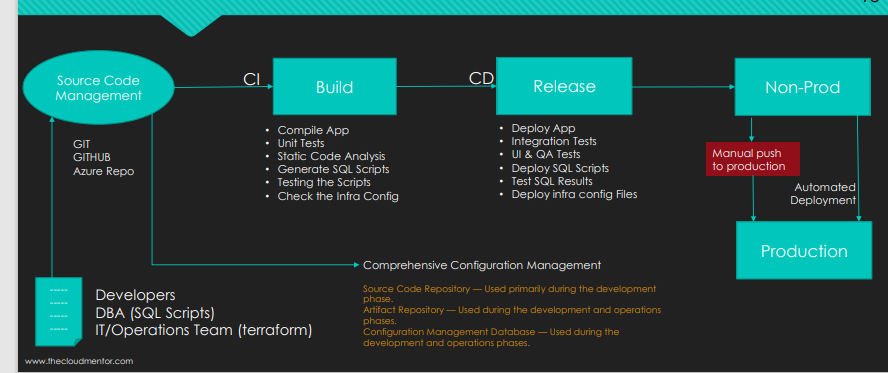 Source Code
Management
CI
Build
CD
Release
Non-Prod
GIT
GITHUB
Azure Repo
• Compile App
• Unit Tests
• Static Code Analysis
• Generate SQL Scripts
• Testing the Scripts
• Check the Infra Config
• Deploy App
• Integration Tests
• UI & QA Tests
• Deploy SQL Scripts
• Test SQL Results
• Deploy infra config Files
Manual push
to production
Automated
Deployment
Production
Comprehensive Configuration Management
Source Code Repository — Used primarily during the development
phase.
Artifact Repository — Used during the development and operations
phases.
Configuration Management Database — Used during the
development and operations phases.
Developers
DBA (SQL Scripts)
IT/Operations Team (terraform)
www.thecloudmentor.com